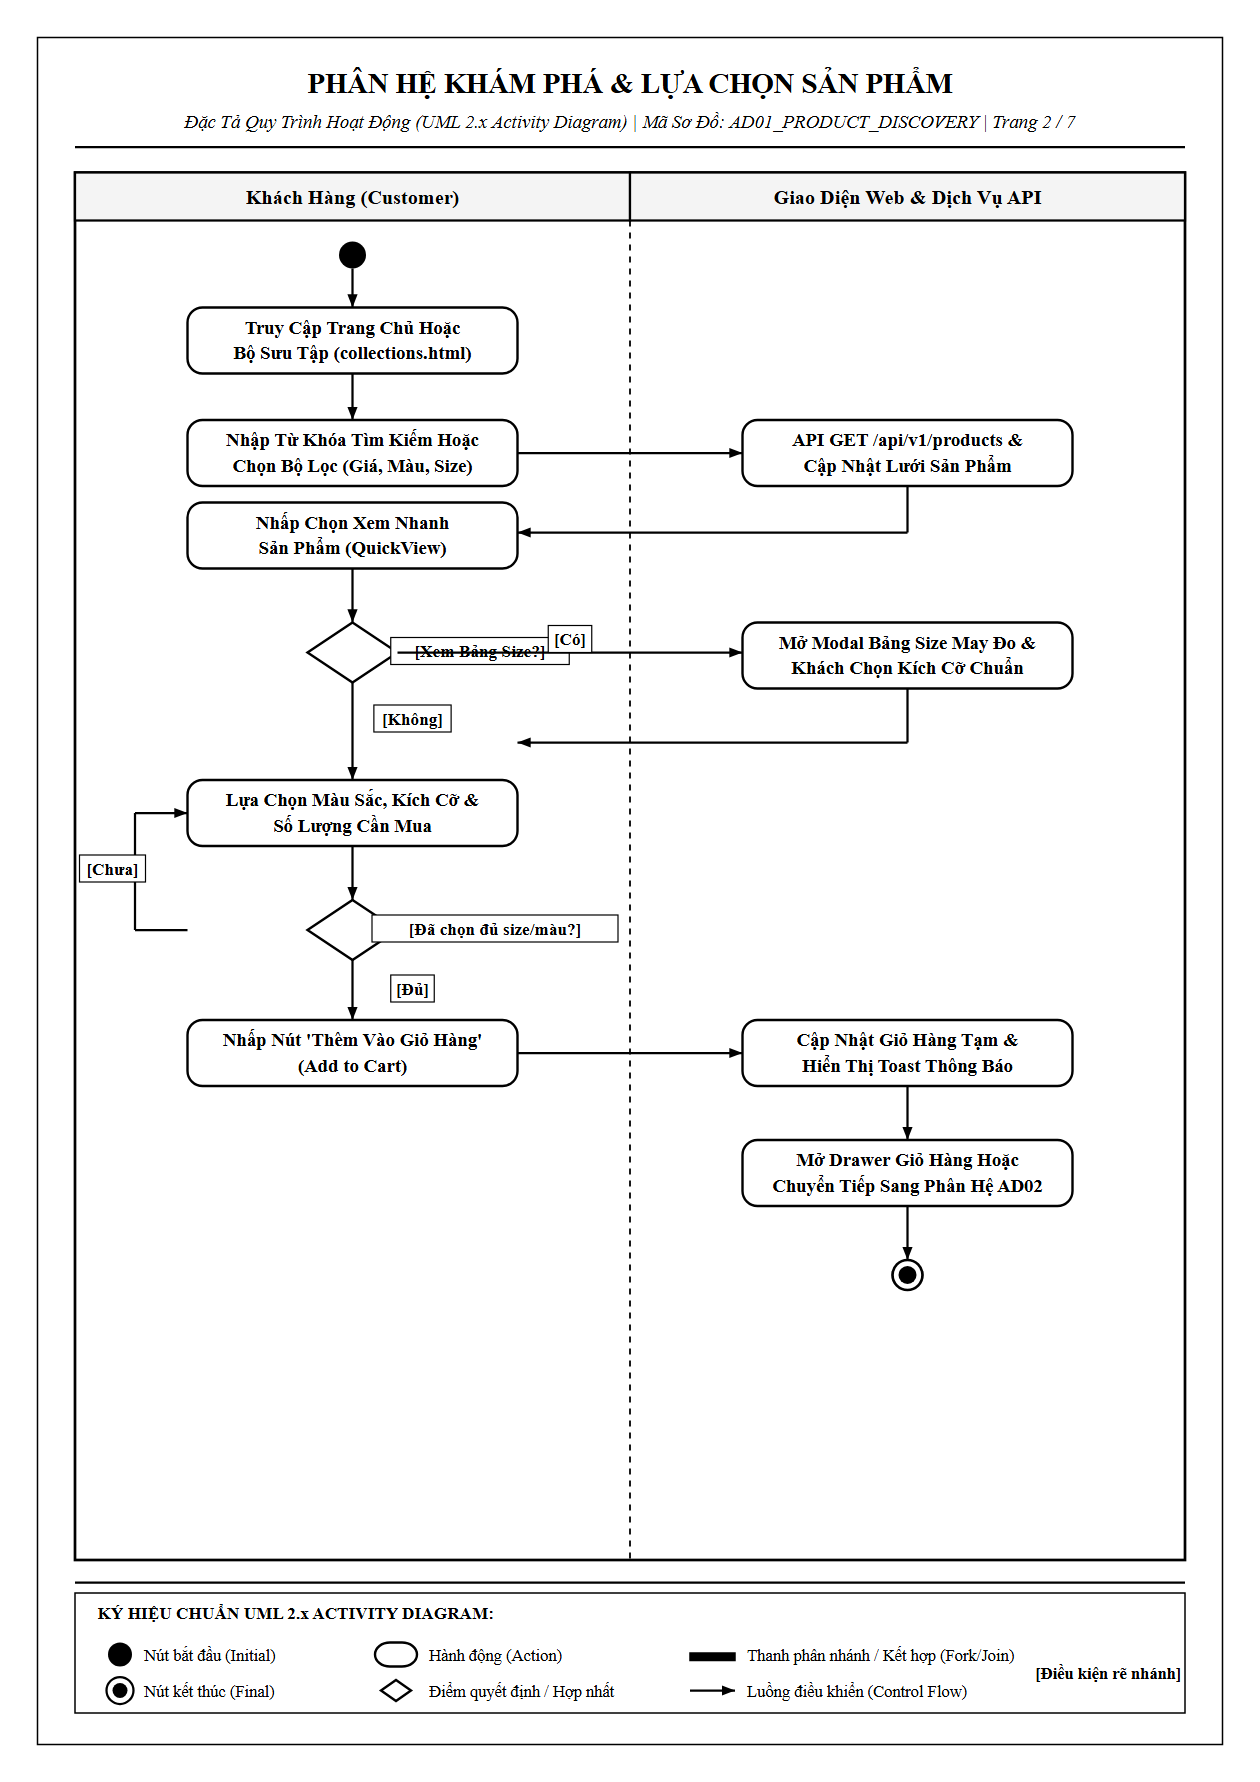 PHÂN HỆ KHÁM PHÁ & LỰA CHỌN SẢN PHẨM
Đặc Tả Quy Trình Hoạt Động (UML 2.x Activity Diagram) | Mã Sơ Đồ: AD01_PRODUCT_DISCOVERY | Trang 2 / 7
Khách Hàng (Customer)
Giao Diện Web & Dịch Vụ API
Truy Cập Trang Chủ Hoặc
Bộ Sưu Tập (collections.html)
Nhập Từ Khóa Tìm Kiếm Hoặc
Chọn Bộ Lọc (Giá, Màu, Size)
API GET /api/v1/products &
Cập Nhật Lưới Sản Phẩm
Nhấp Chọn Xem Nhanh
Sản Phẩm (QuickView)
[Xem Bảng Size?]
[Có]
Mở Modal Bảng Size May Đo &
Khách Chọn Kích Cỡ Chuẩn
[Không]
Lựa Chọn Màu Sắc, Kích Cỡ &
Số Lượng Cần Mua
[Chưa]
[Đã chọn đủ size/màu?]
[Đủ]
Nhấp Nút 'Thêm Vào Giỏ Hàng'
(Add to Cart)
Cập Nhật Giỏ Hàng Tạm &
Hiển Thị Toast Thông Báo
Mở Drawer Giỏ Hàng Hoặc
Chuyển Tiếp Sang Phân Hệ AD02
KÝ HIỆU CHUẨN UML 2.x ACTIVITY DIAGRAM:
Nút bắt đầu (Initial)
Hành động (Action)
Thanh phân nhánh / Kết hợp (Fork/Join)
[Điều kiện rẽ nhánh]
Nút kết thúc (Final)
Điểm quyết định / Hợp nhất
Luồng điều khiển (Control Flow)